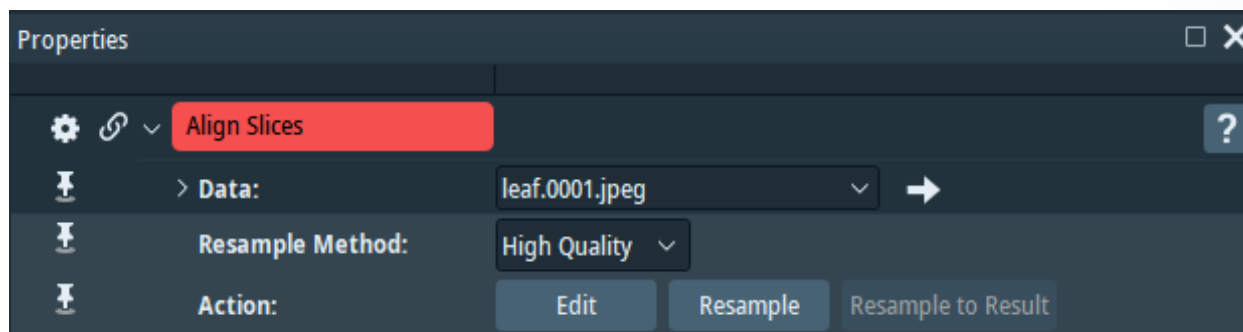 Properties
Align Slices ?
Data: leaf.0001.jpeg
Resample Method: High Quality
Action: Edit Resample Resample to Result